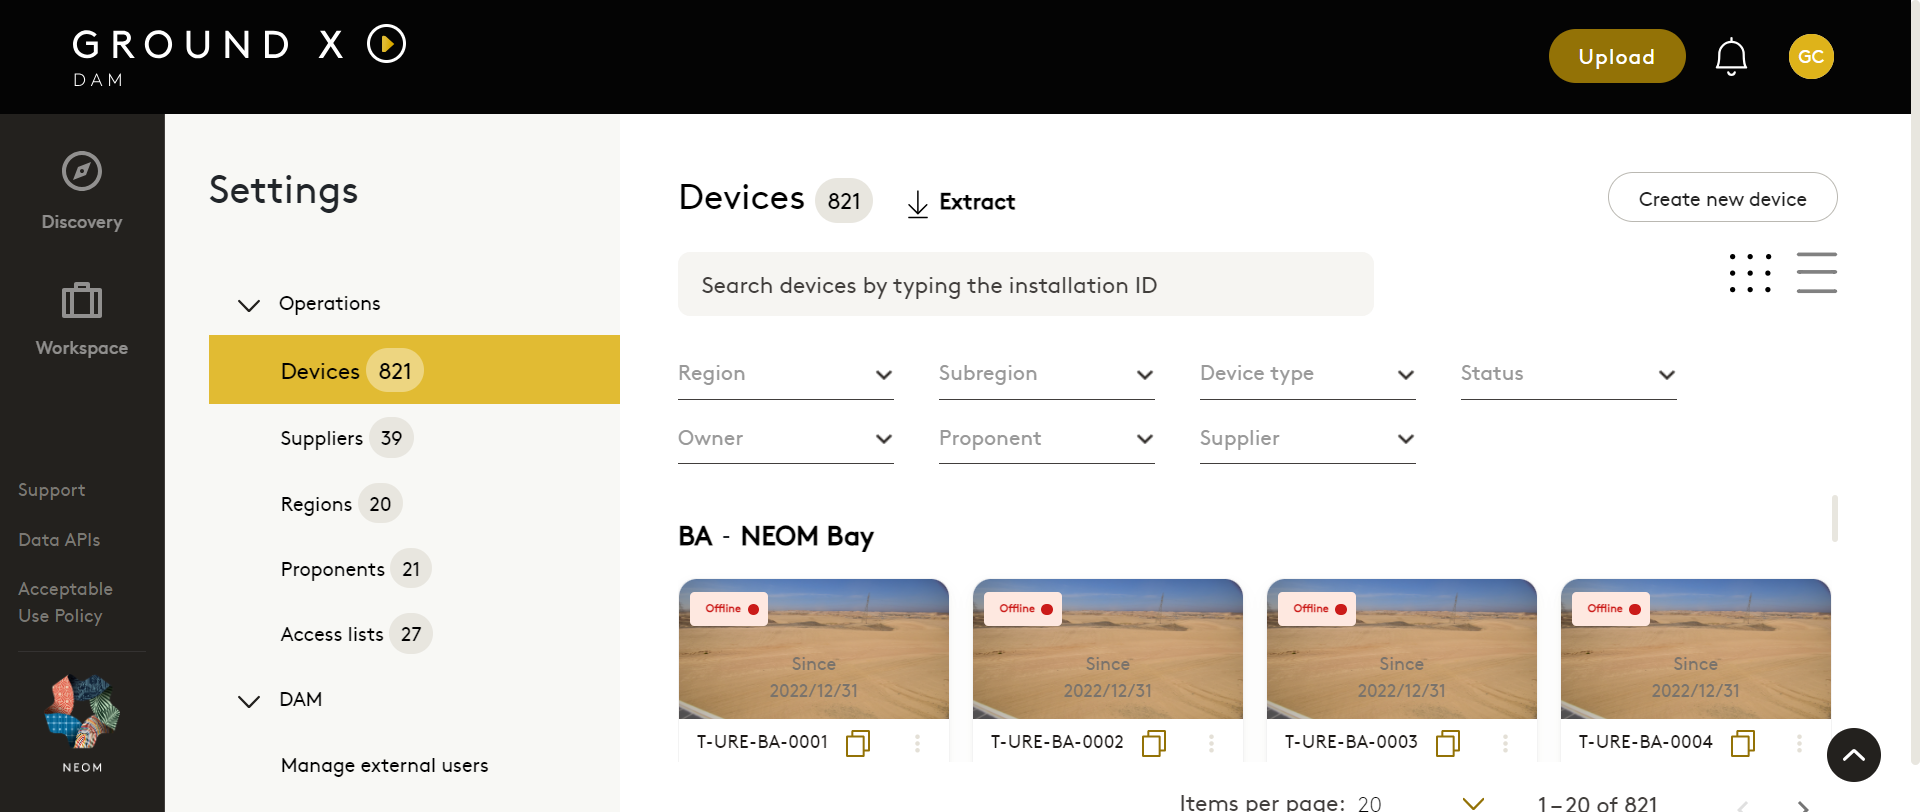 GROUND X
DAM
Upload
GC
Discovery
Workspace
Support
Data APIs
Acceptable
Use Policy
NEOM
Settings
Operations
Devices 821
Suppliers 39
Regions 20
Proponents 21
Access lists 27
DAM
Manage external users
Devices 821 Extract
Create new device
Search devices by typing the installation ID
Region Subregion Device type Status
Owner Proponent Supplier
BA - NEOM Bay
Offline Offline Offline Offline
Since Since Since Since
2022/12/31 2022/12/31 2022/12/31 2022/12/31
T-URE-BA-0001 T-URE-BA-0002 T-URE-BA-0003 T-URE-BA-0004
Items per page: 20 1 – 20 of 821